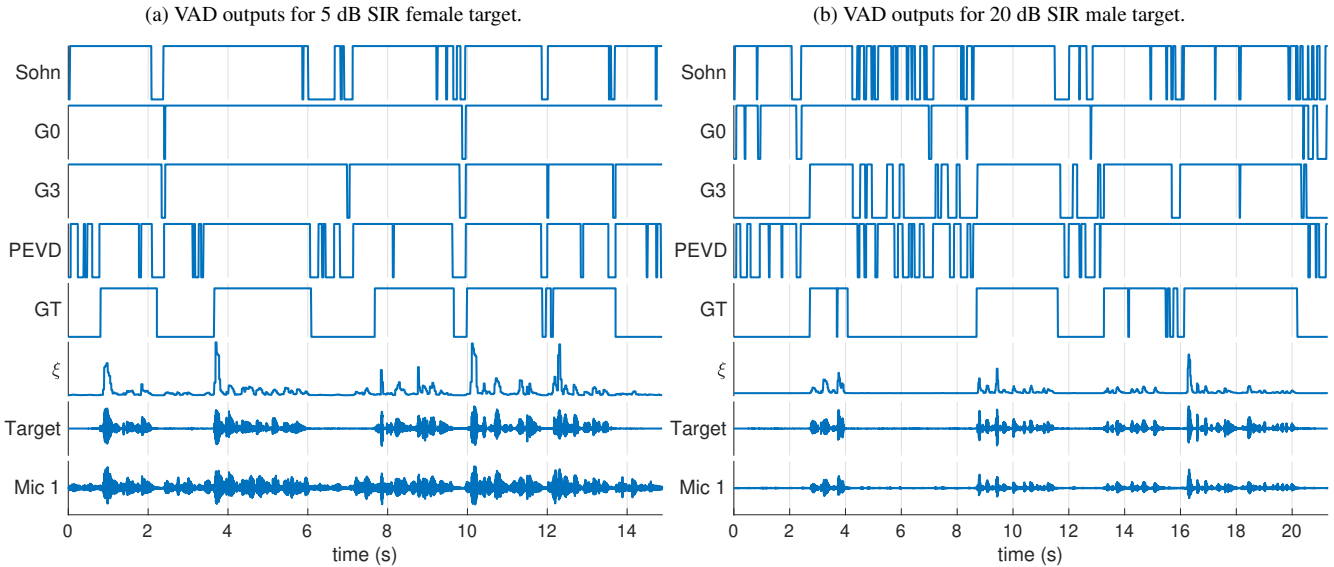 (a) VAD outputs for 5 dB SIR female target.
Sohn
G0
G3
PEVD
GT
ξ
Target
Mic 1
0 2 4 6 8 10 12 14
time (s)
(b) VAD outputs for 20 dB SIR male target.
Sohn
G0
G3
PEVD
GT
ξ
Target
Mic 1
0 2 4 6 8 10 12 14 16 18 20
time (s)